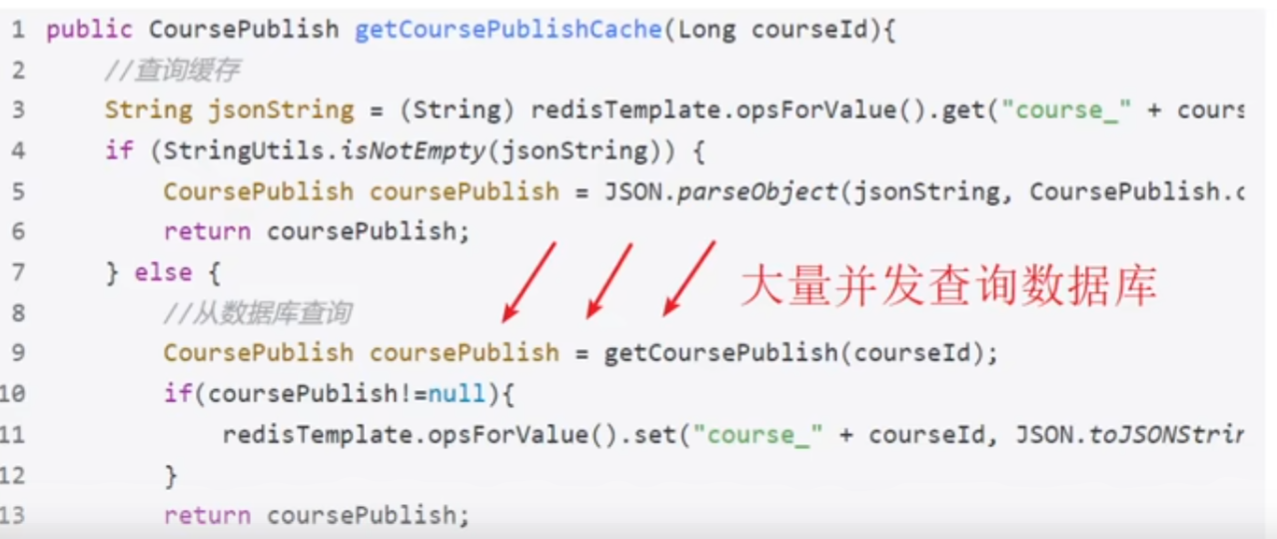 1 public CoursePublish getCoursePublishCache(Long courseId){
2 //查询缓存
3 String jsonString = (String) redisTemplate.opsForValue().get("course_" + cours
4 if (StringUtils.isNotEmpty(jsonString)) {
5 CoursePublish coursePublish = JSON.parseObject(jsonString, CoursePublish.c
6 return coursePublish;
7 } else {
大量并发查询数据库
8 //从数据库查询
9 CoursePublish coursePublish = getCoursePublish(courseId);
10 if(coursePublish!=null){
11 redisTemplate.opsForValue().set("course_" + courseId, JSON.toJSONStrin
12 }
13 return coursePublish;